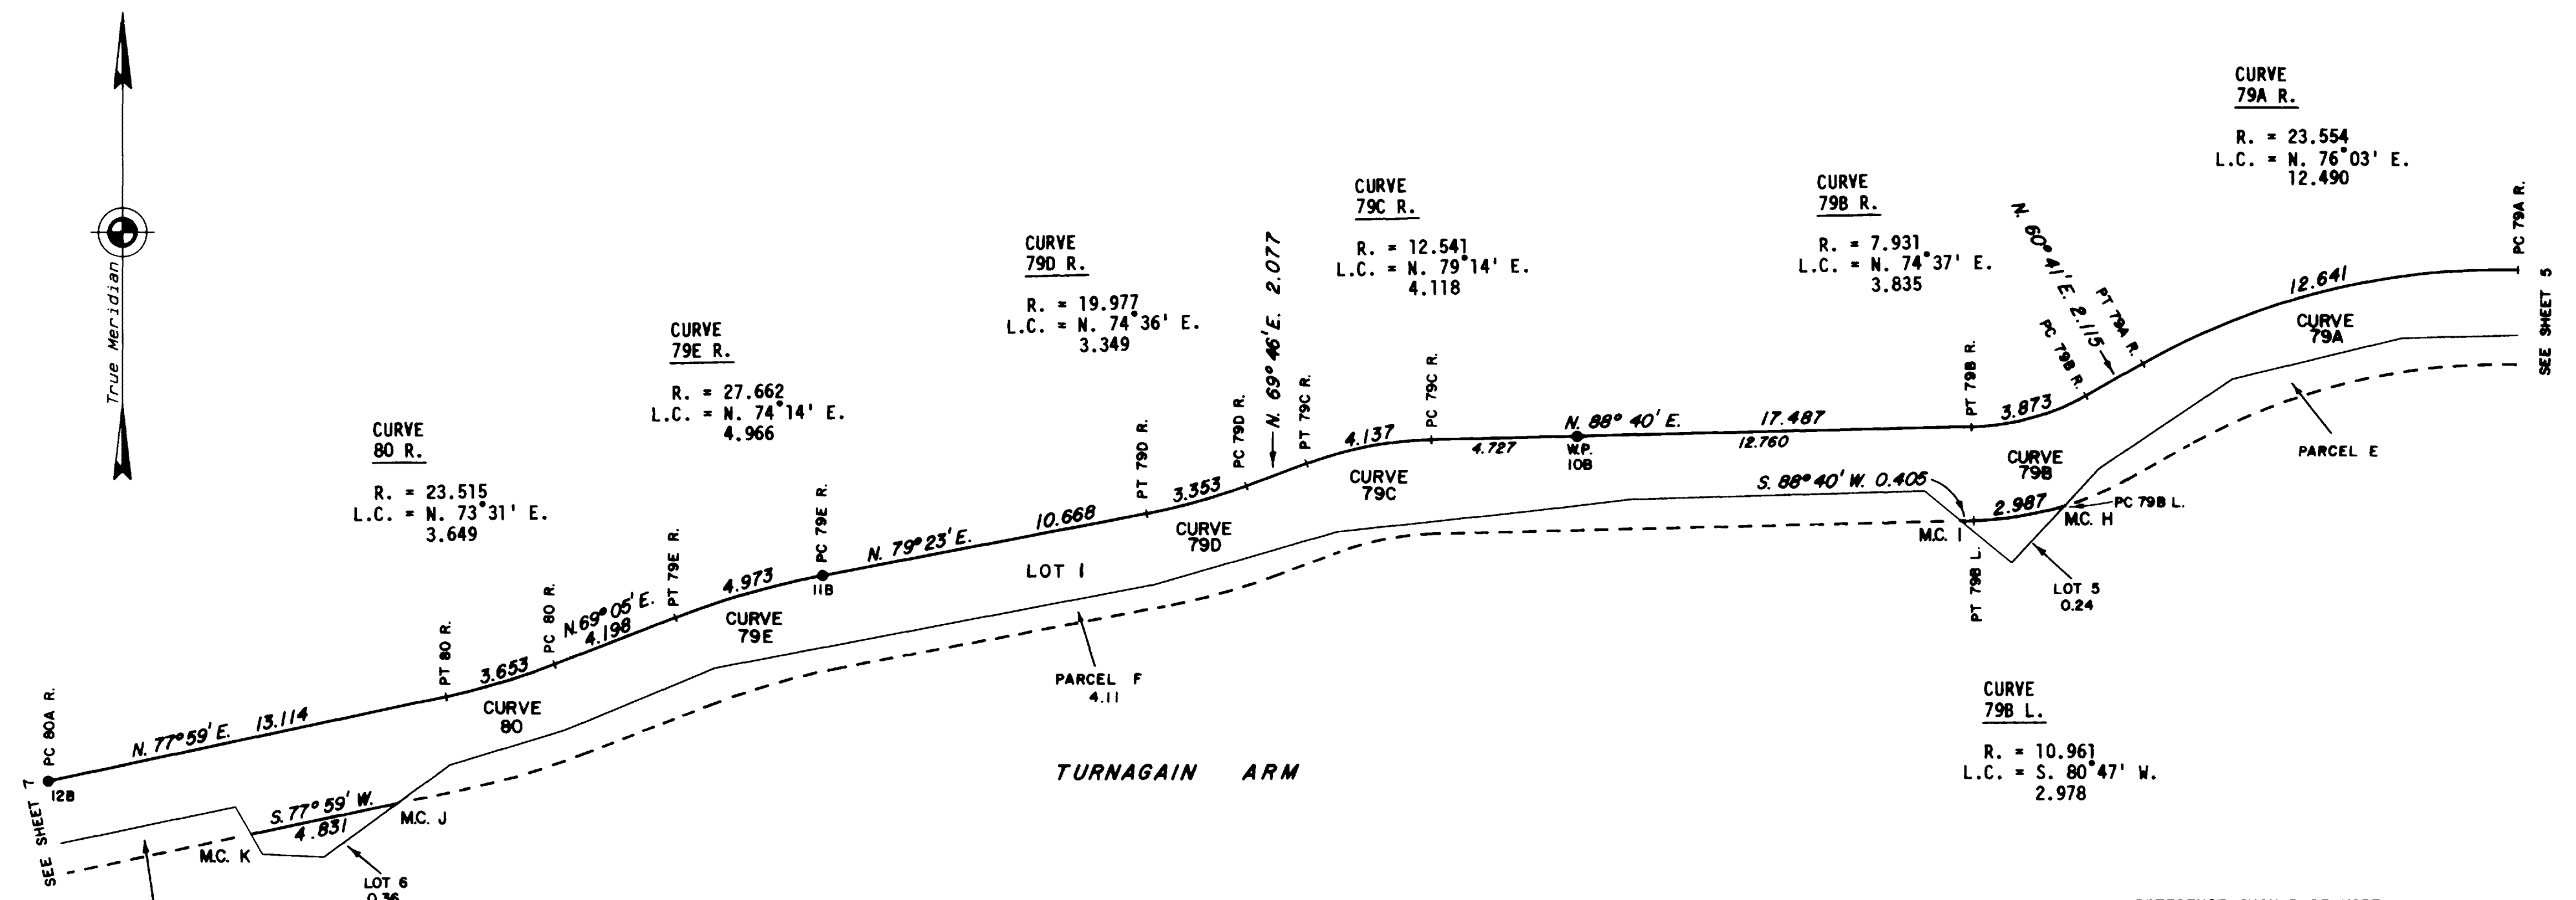 CURVE
79A R.
R. = 23.554
L.C. = N. 76°03' E.
12.490
CURVE
79B R.
R. = 7.931
L.C. = N. 74°37' E.
3.835
CURVE
79C R.
R. = 12.541
L.C. = N. 79°14' E.
4.118
CURVE
79D R.
R. = 19.977
L.C. = N. 74°36' E.
3.349
CURVE
79E R.
R. = 27.662
L.C. = N. 74°14' E.
4.966
CURVE
80 R.
R. = 23.515
L.C. = N. 73°31' E.
3.649
True Meridian
N. 69° 46' E. 2.077
N. 60° 41' E. 2.115
PT 79A R.
PC 79B R.
PC 79A R.
SEE SHEET 5
12.641
CURVE
79A
PARCEL E
PT 79B R.
3.873
CURVE
79B
N. 88° 40' E. 17.487
4.727
12.760
W.P.
10B
PC 79C R.
4.137
CURVE
79C
PT 79C R.
PC 79D R.
3.353
CURVE
79D
PT 79D R.
N. 79° 23' E. 10.668
LOT 1
PC 79E R.
11B
4.973
CURVE
79E
PT 79E R.
N. 69° 05' E.
4.198
PC 80 R.
3.653
CURVE
80
PT 80 R.
N. 77° 59' E. 13.114
PC 80A R.
12B
SEE SHEET 7
S. 77° 59' W.
4.831
M.C. J
M.C. K
LOT 6
0.36
S. 88° 40' W. 0.405
2.987
PC 79B L.
M.C. H
M.C. I
PT 79B L.
LOT 5
0.24
PARCEL F
4.11
TURNAGAIN ARM
CURVE
79B L.
R. = 10.961
L.C. = S. 80°47' W.
2.978